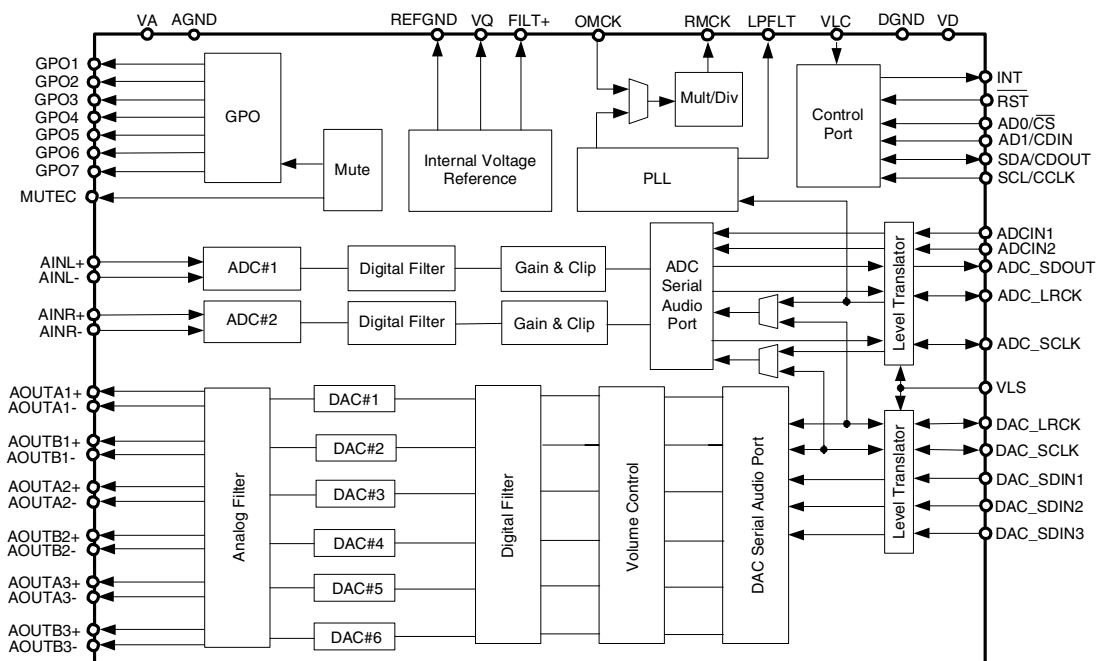 VA AGND REFGND VQ FILT+ OMCK RMCK LPFLT VLC DGND VD
GPO1
GPO2
GPO3
GPO4
GPO5
GPO6
GPO7
MUTEC
GPO
Mute
Internal Voltage
Reference
Mult/Div
PLL
Control
Port
INT
RST
AD0/CS
AD1/CDIN
SDA/CDOUT
SCL/CCLK
AINL+
AINL-
AINR+
AINR-
ADC#1
Digital Filter
Gain & Clip
ADC#2
Digital Filter
Gain & Clip
ADC
Serial
Audio
Port
Level Translator
ADCIN1
ADCIN2
ADC_SDOUT
ADC_LRCK
ADC_SCLK
VLS
AOUTA1+
AOUTA1-
AOUTB1+
AOUTB1-
AOUTA2+
AOUTA2-
AOUTB2+
AOUTB2-
AOUTA3+
AOUTA3-
AOUTB3+
AOUTB3-
Analog Filter
DAC#1
DAC#2
DAC#3
DAC#4
DAC#5
DAC#6
Digital Filter
Volume Control
DAC Serial Audio Port
Level Translator
DAC_LRCK
DAC_SCLK
DAC_SDIN1
DAC_SDIN2
DAC_SDIN3